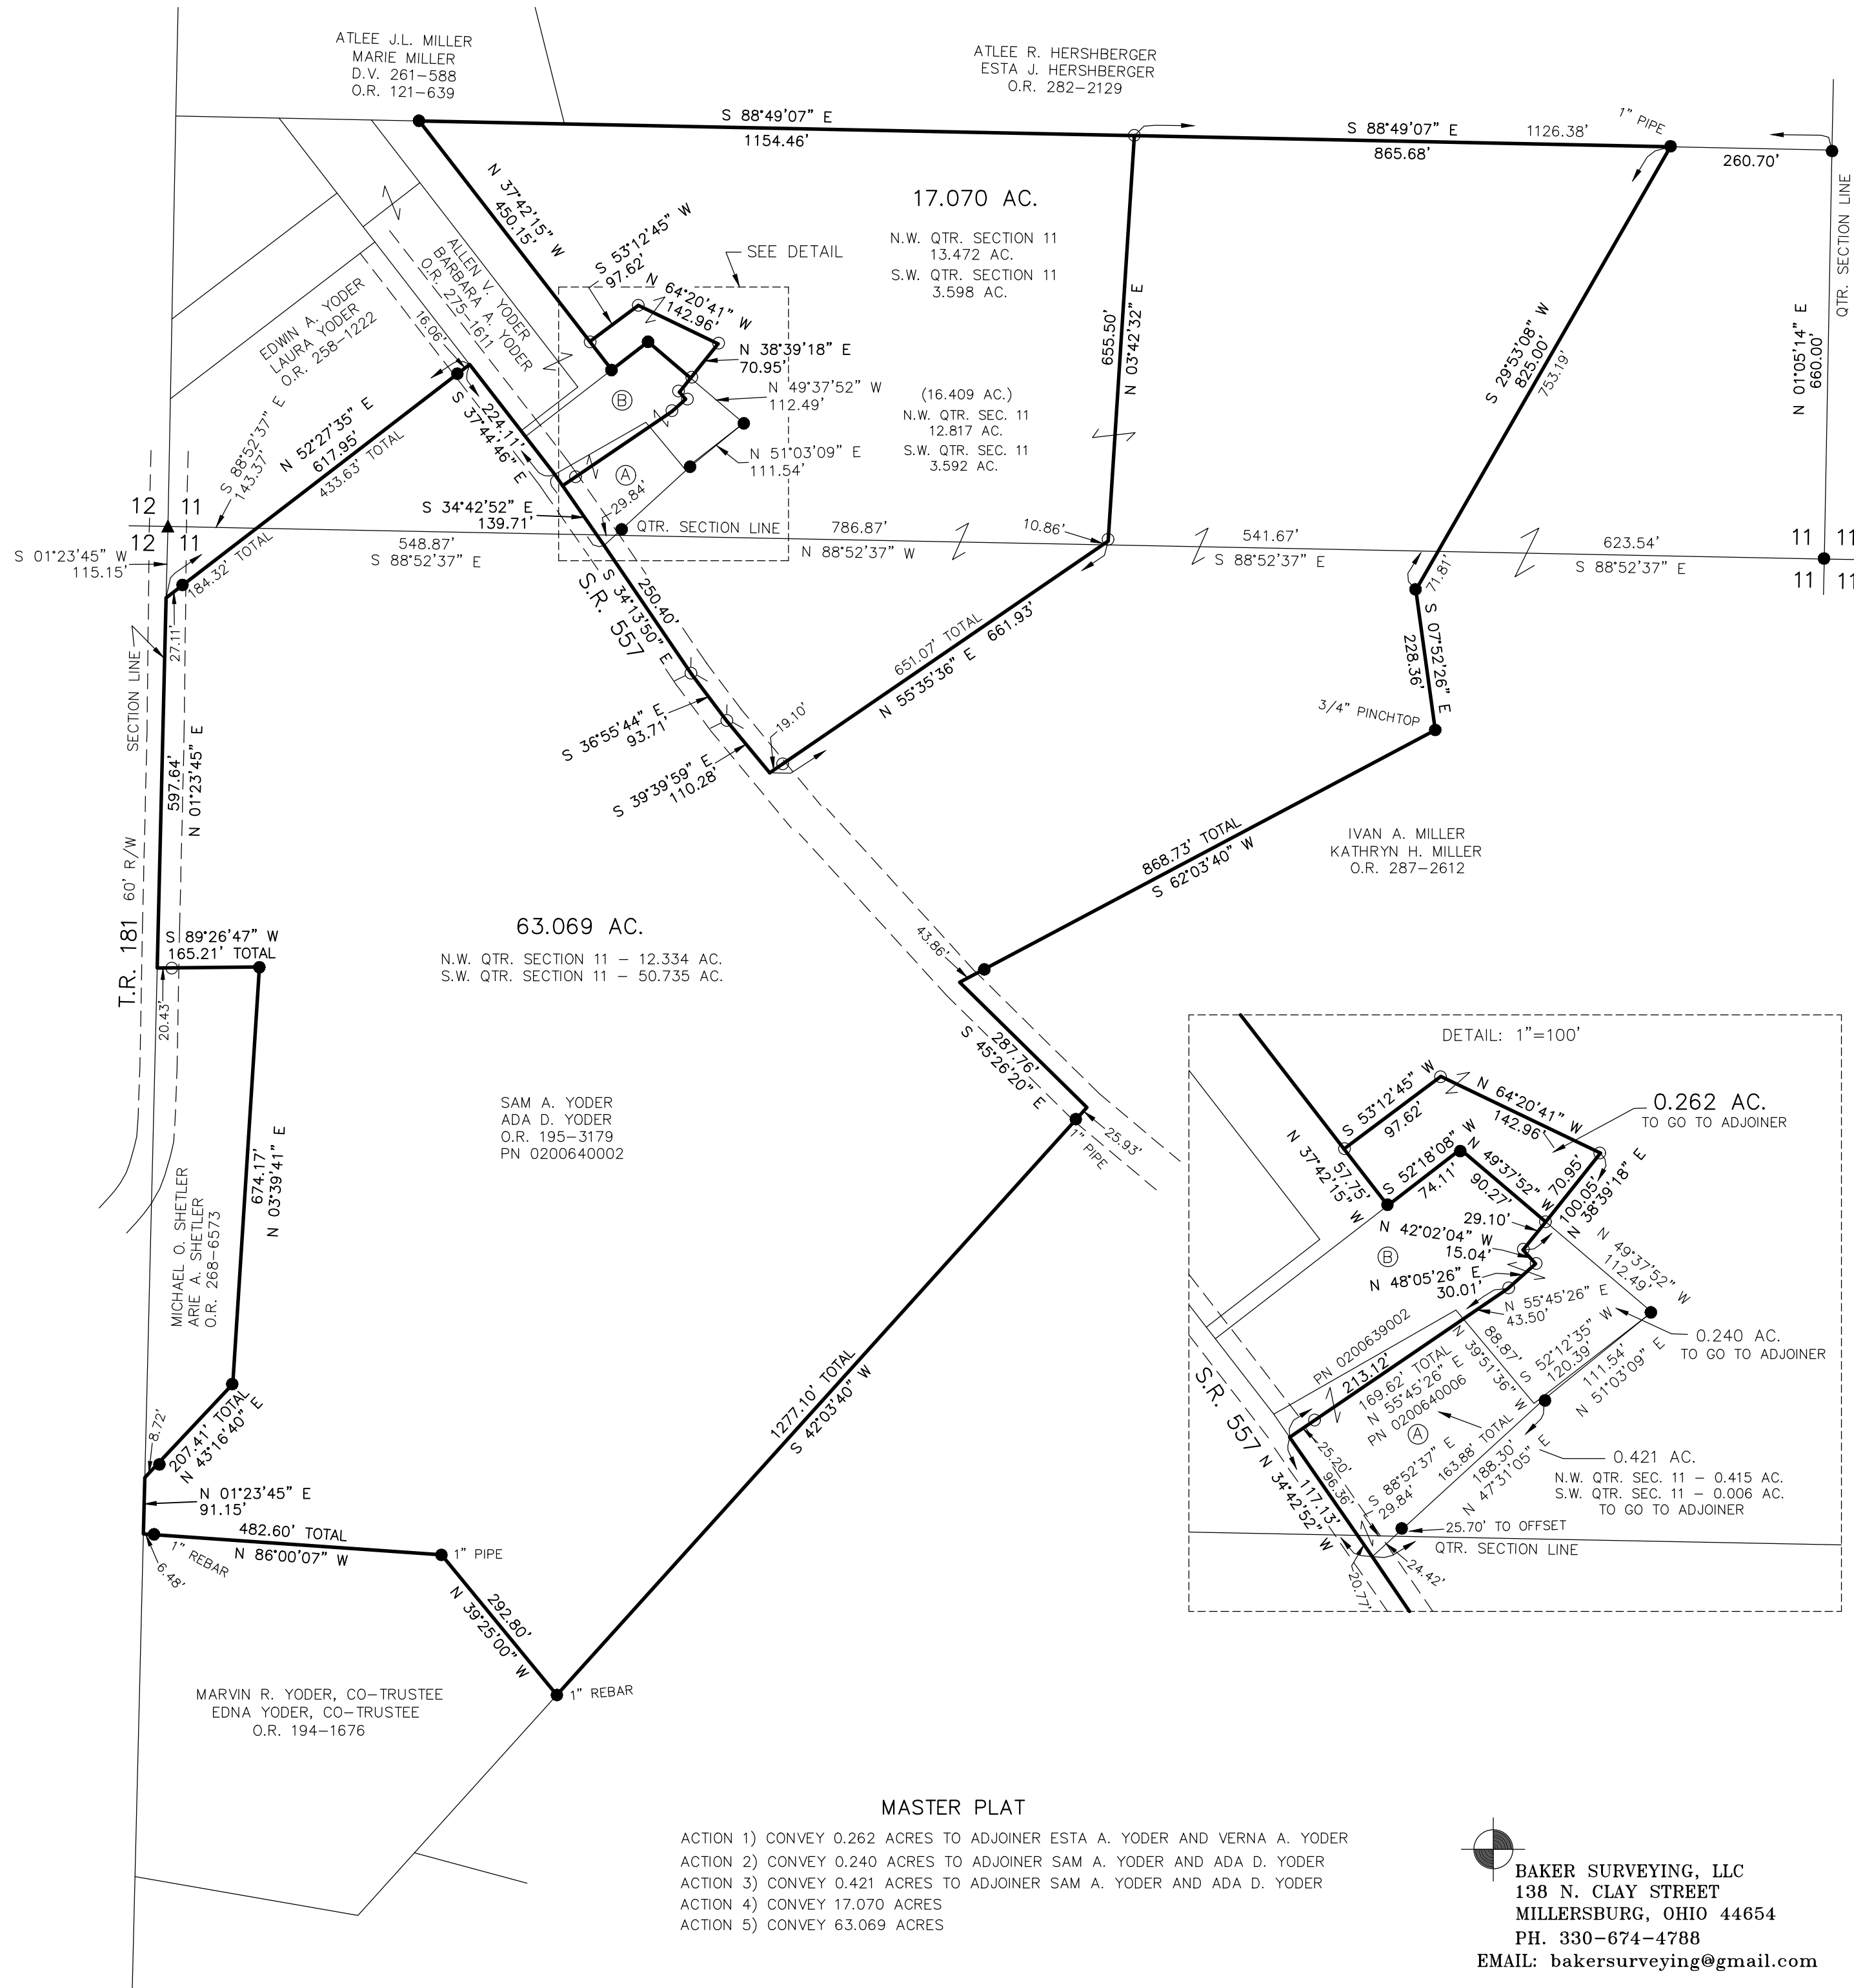 ATLEE J.L. MILLER
MARIE MILLER
D.V. 261–588
O.R. 121–639
ATLEE R. HERSHBERGER
ESTA J. HERSHBERGER
O.R. 282–2129
S 88°49'07" E
1154.46'
S 88°49'07" E
865.68'
1126.38'
1" PIPE
260.70'
QTR. SECTION LINE
N 01°05'14" E
660.00'
N 37°42'15" W
450.15'
S 53°12'45" W
97.62'
N 64°20'41" W
142.96'
SEE DETAIL
17.070 AC.
N.W. QTR. SECTION 11
13.472 AC.
S.W. QTR. SECTION 11
3.598 AC.
(16.409 AC.)
N.W. QTR. SEC. 11
12.817 AC.
S.W. QTR. SEC. 11
3.592 AC.
655.50'
N 03°42'32" E
S 29°53'08" W
825.00'
753.19'
EDWIN A. YODER
LAURA YODER
O.R. 258–1222
ALLEN V. YODER
BARBARA A. YODER
O.R. 275–1611
16.06'
N 38°39'18" E
70.95'
N 49°37'52" W
112.49'
N 51°03'09" E
111.54'
B
A
29.84'
S 88°52'37" E
143.37'
N 52°27'35" E
617.95'
433.63' TOTAL
224.11'
S 37°44'46" E
S 34°42'52" E
139.71'
12
11
12
11
S 01°23'45" W
115.15'
184.32' TOTAL
27.11'
548.87'
S 88°52'37" E
QTR. SECTION LINE
786.87'
N 88°52'37" W
10.86'
541.67'
S 88°52'37" E
623.54'
S 88°52'37" E
11
11
11
11
71.81'
S 07°52'26" E
228.36'
3/4" PINCHTOP
250.40'
S 34°13'50" E
S.R. 557
651.07' TOTAL
N 55°35'36" E 661.93'
S 36°55'44" E
93.71'
19.10'
S 39°39'59" E
110.28'
SECTION LINE
597.64'
N 01°23'45" E
T.R. 181 60' R/W
S 89°26'47" W
165.21' TOTAL
20.43'
63.069 AC.
N.W. QTR. SECTION 11 – 12.334 AC.
S.W. QTR. SECTION 11 – 50.735 AC.
868.73' TOTAL
S 62°03'40" W
43.86'
IVAN A. MILLER
KATHRYN H. MILLER
O.R. 287–2612
287.76'
S 45°26'20" E
25.93'
1" PIPE
SAM A. YODER
ADA D. YODER
O.R. 195–3179
PN 0200640002
674.17'
N 03°39'41" E
MICHAEL O. SHETLER
ARIE A. SHETLER
O.R. 268–6573
8.72'
207.41' TOTAL
N 43°16'40" E
N 01°23'45" E
91.15'
482.60' TOTAL
N 86°00'07" W
1" REBAR
6.48'
1" PIPE
292.80'
N 39°25'00" W
1" REBAR
1277.10' TOTAL
S 42°03'40" W
MARVIN R. YODER, CO–TRUSTEE
EDNA YODER, CO–TRUSTEE
O.R. 194–1676
DETAIL: 1"=100'
S 53°12'45" W
97.62'
N 64°20'41" W
142.96'
0.262 AC.
TO GO TO ADJOINER
N 37°42'15" W
57.75'
S 52°18'08" W
74.11'
N 49°37'52" W
90.27'
70.95'
100.05'
N 38°39'18" E
29.10'
N 42°02'04" W
15.04'
N 48°05'26" E
30.01'
B
N 49°37'52" W
112.49'
N 55°45'26" E
43.50'
0.240 AC.
TO GO TO ADJOINER
PN 0200639002
213.12'
169.62' TOTAL
N 55°45'26" E
PN 0200640006
A
88.87'
N 39°51'36" W
S 52°12'35" W
120.39'
111.54'
N 51°03'09" E
S.R. 557
25.20'
96.36'
117.13'
N 34°42'52" W
S 88°52'37" E
29.84'
163.88' TOTAL
188.30'
N 47°31'05" E
0.421 AC.
N.W. QTR. SEC. 11 – 0.415 AC.
S.W. QTR. SEC. 11 – 0.006 AC.
TO GO TO ADJOINER
25.70' TO OFFSET
QTR. SECTION LINE
24.42'
20.77'
MASTER PLAT
ACTION 1) CONVEY 0.262 ACRES TO ADJOINER ESTA A. YODER AND VERNA A. YODER
ACTION 2) CONVEY 0.240 ACRES TO ADJOINER SAM A. YODER AND ADA D. YODER
ACTION 3) CONVEY 0.421 ACRES TO ADJOINER SAM A. YODER AND ADA D. YODER
ACTION 4) CONVEY 17.070 ACRES
ACTION 5) CONVEY 63.069 ACRES
BAKER SURVEYING, LLC
138 N. CLAY STREET
MILLERSBURG, OHIO 44654
PH. 330–674–4788
EMAIL: bakersurveying@gmail.com